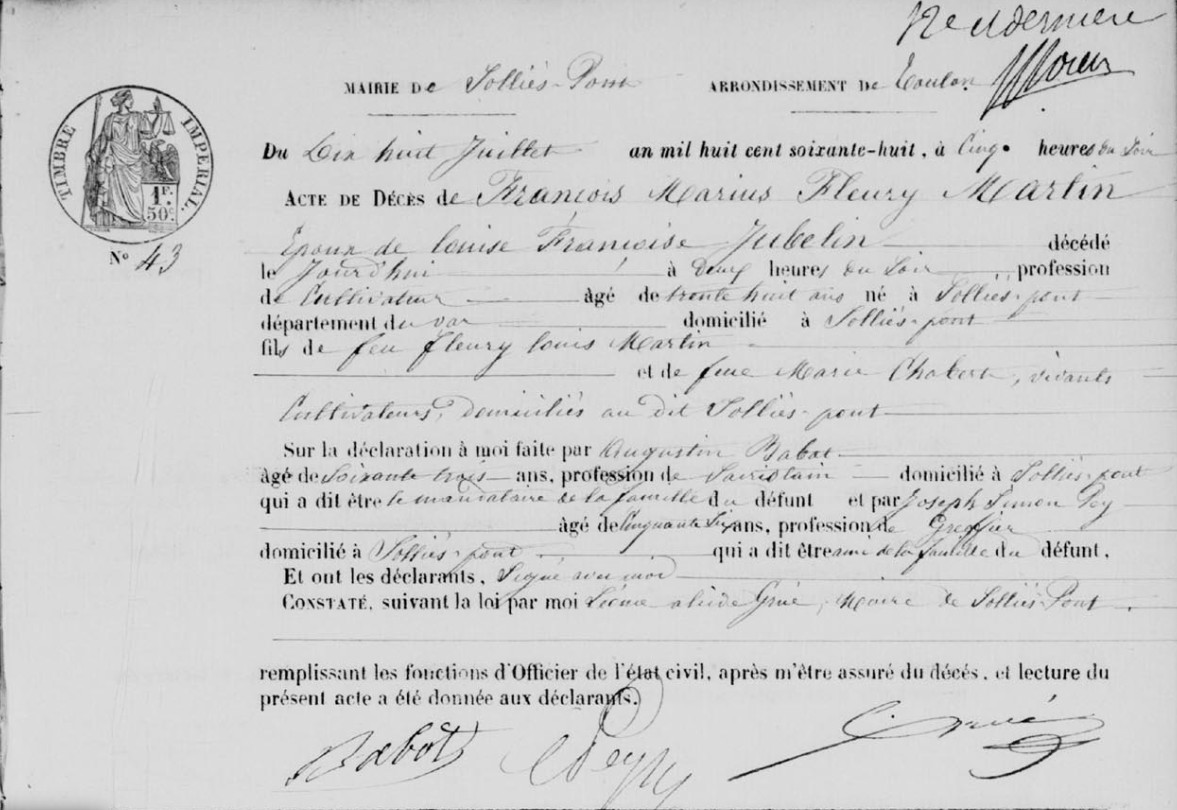 dernière
MAIRIE De Solliès-Pont ARRONDISSEMENT De Toulon
TIMBRE IMPÉRIAL.
1F.
50c.
Du Dix huit Juillet an mil huit cent soixante-huit, à Cinq heures du Soir
ACTE DE DÉCÈS de François Marius Fleury Martin
N° 43
Epoux de louise Françoise Jubelin décédé
le Jourd'hui à deux heures du Soir profession
de Cultivateur âgé de trente huit ans né à Solliès-pont
département du var domicilié à Solliès-pont
fils de feu fleury louis Martin
et de feue Marie Chabert, vivants
Cultivateurs, domiciliés au dit Solliès-pont
Sur la déclaration à moi faite par Augustin Babot
âgé de Soixante trois ans, profession de Sacristain domicilié à Solliès-pont
qui a dit être le mandataire de la famille du défunt et par Joseph Simon Pey
âgé de Cinquante Six ans, profession de Greffier
domicilié à Solliès-pont qui a dit être ami de la famille du défunt.
Et ont les déclarants. Signé avec moi
CONSTATÉ, suivant la loi par moi Grué, Maire de Solliès-Pont.
remplissant les fonctions d'Officier de l'état civil, après m'être assuré du décés, et lecture du
présent acte a été donnée aux déclarants.
Babot Pey Grué